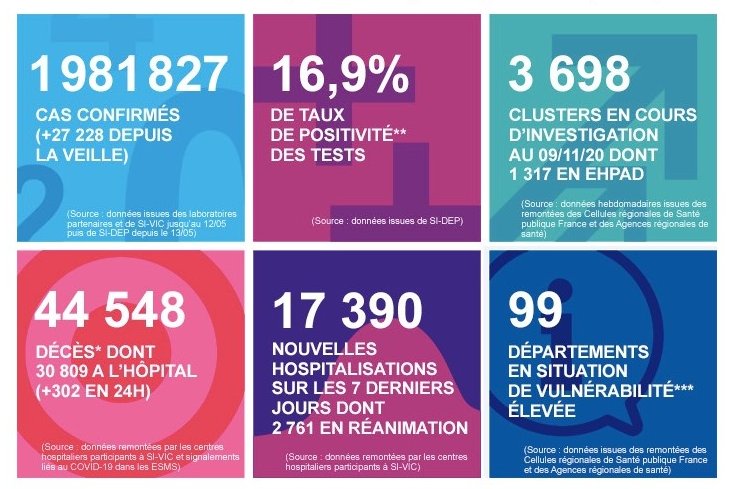 1 981 827
CAS CONFIRMÉS
(+27 228 DEPUIS
LA VEILLE)
(Source : données issues des laboratoires
partenaires et de SI-VIC jusqu'au 12/05
puis de SI-DEP depuis le 13/05)
16,9%
DE TAUX
DE POSITIVITÉ**
DES TESTS
(Source : données issues de SI-DEP)
3 698
CLUSTERS EN COURS
D'INVESTIGATION
AU 09/11/20 DONT
1 317 EN EHPAD
(Source : données hebdomadaires issues des
remontées des Cellules régionales de Santé
publique France et des Agences régionales de
santé)
44 548
DÉCÈS* DONT
30 809 A L'HÔPITAL
(+302 EN 24H)
(Source : données remontées par les centres
hospitaliers participants à SI-VIC et signalements
liés au COVID-19 dans les ESMS)
17 390
NOUVELLES
HOSPITALISATIONS
SUR LES 7 DERNIERS
JOURS DONT
2 761 EN RÉANIMATION
(Source : données remontées par les centres
hospitaliers participants à SI-VIC)
99
DÉPARTEMENTS
EN SITUATION
DE VULNÉRABILITÉ***
ÉLEVÉE
(Source : données issues des remontées des
Cellules régionales de Santé publique France
et des Agences régionales de santé)